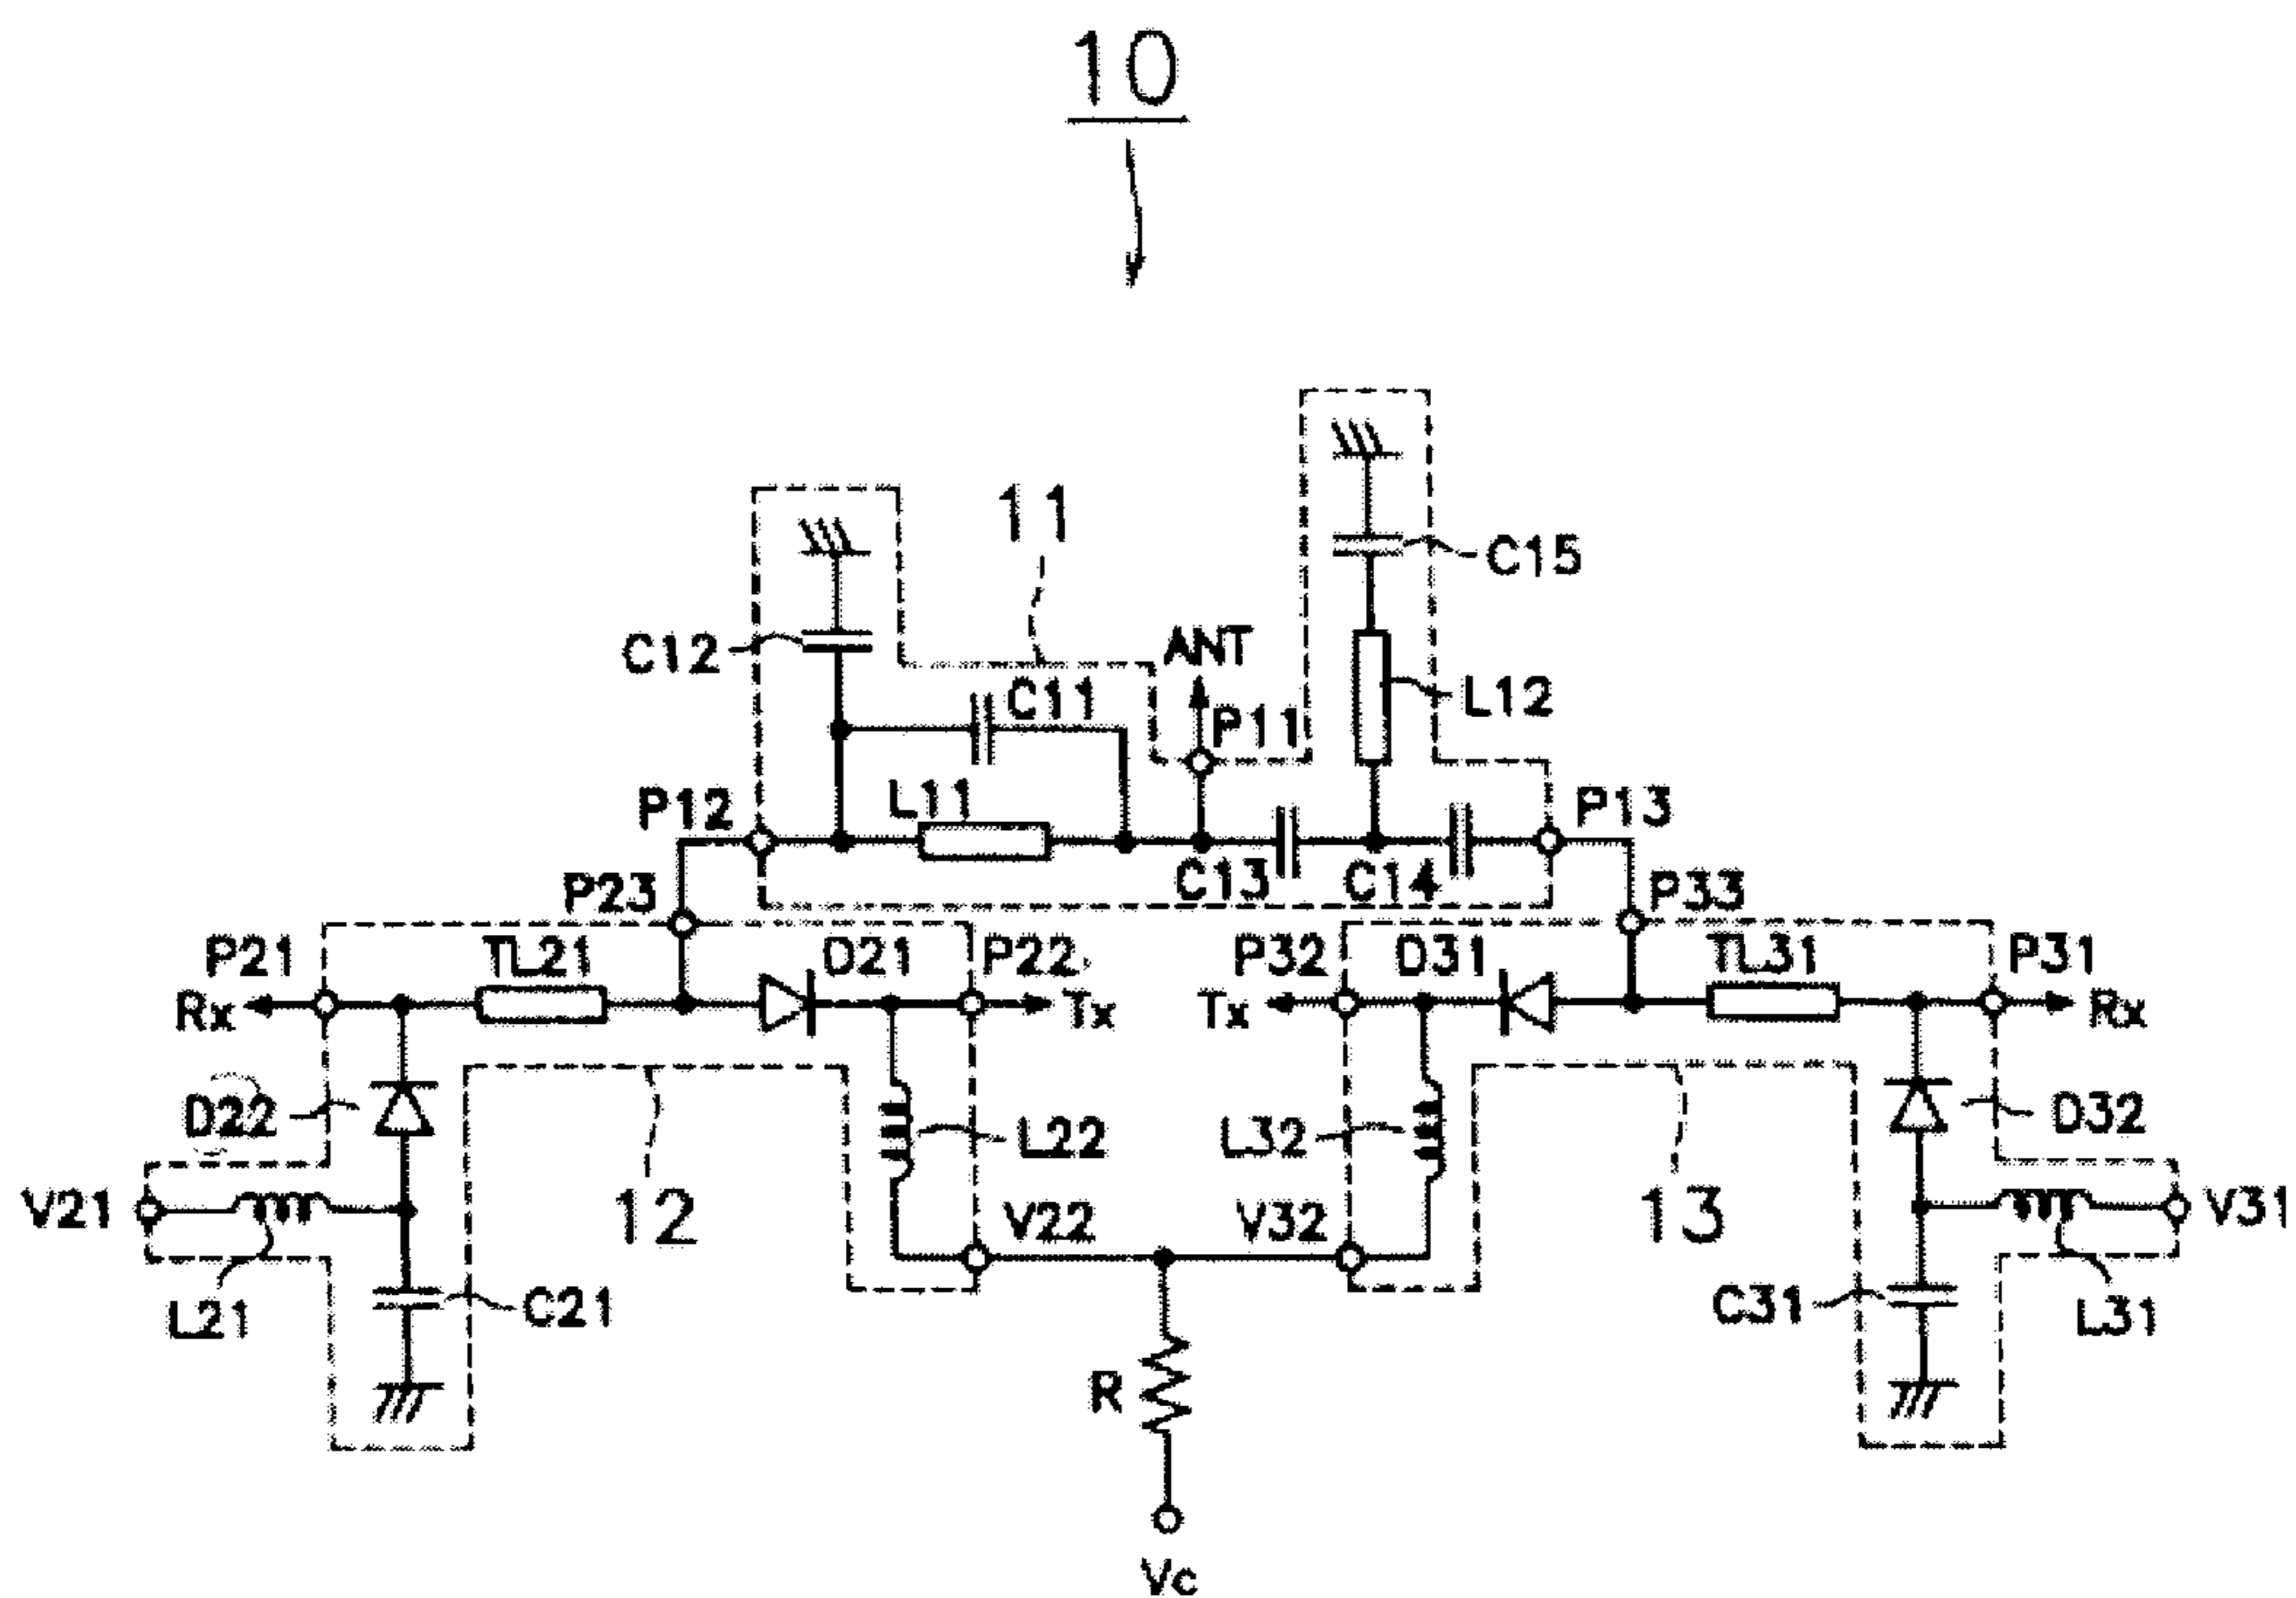 10
11
C15
C12
ANT
C11
P11
L12
L11
P12
P13
C13
C14
P23
P33
P21
TL21
D21
P22
P32
D31
TL31
P31
Rx
Tx
Tx
Rx
D22
L22
L32
D32
V21
12
V22
V32
13
V31
L21
C21
C31
L31
R
Vc